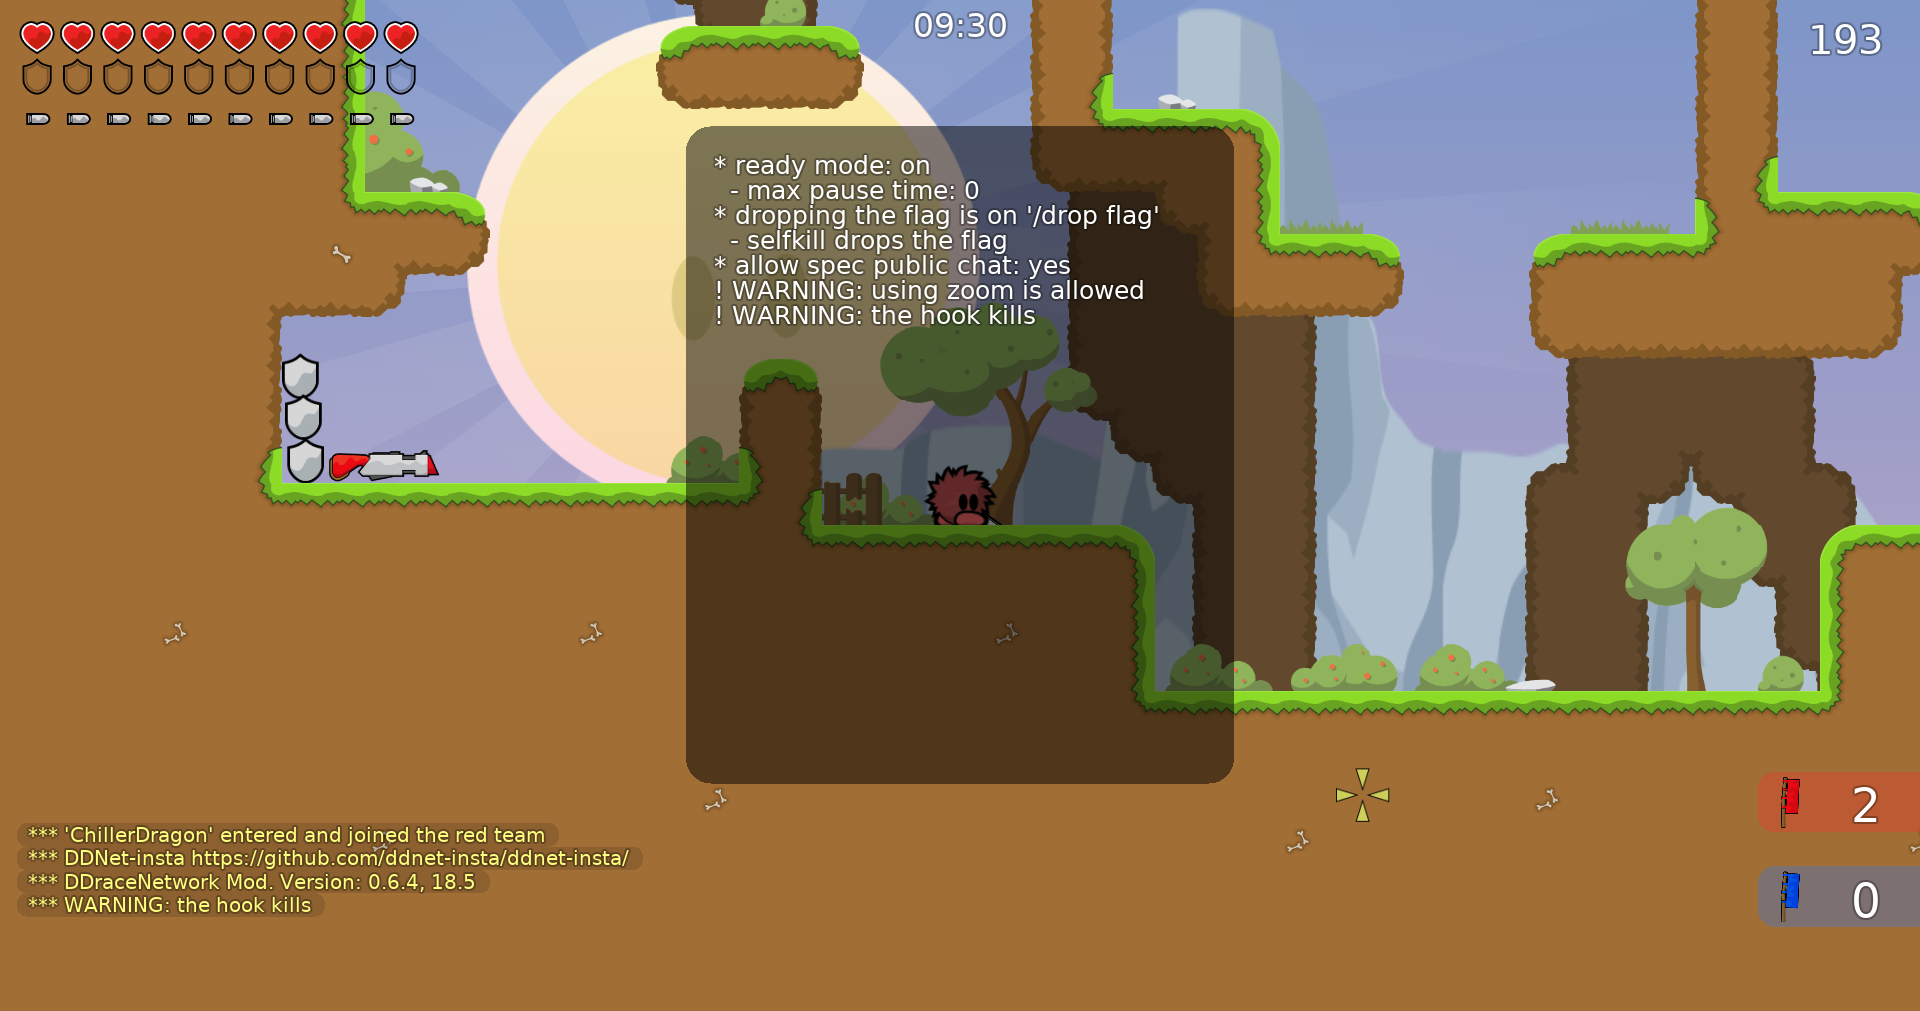 09:30
193
* ready mode: on
- max pause time: 0
* dropping the flag is on '/drop flag'
- selfkill drops the flag
* allow spec public chat: yes
! WARNING: using zoom is allowed
! WARNING: the hook kills
2
*** 'ChillerDragon' entered and joined the red team
*** DDNet-insta https://github.com/ddnet-insta/ddnet-insta/
*** DDraceNetwork Mod. Version: 0.6.4, 18.5
*** WARNING: the hook kills
0